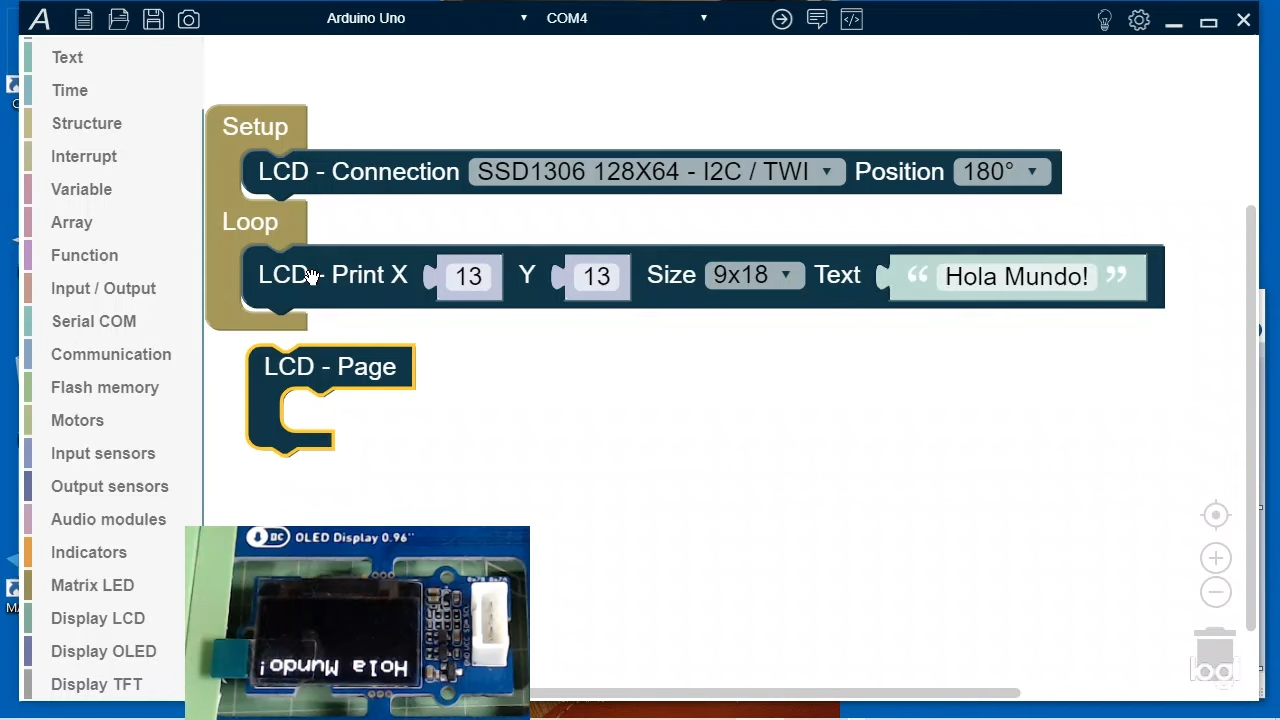 A Arduino Uno COM4
Text
Time
Structure
Interrupt
Variable
Array
Function
Input / Output
Serial COM
Communication
Flash memory
Motors
Input sensors
Output sensors
Audio modules
Indicators
Matrix LED
Display LCD
Display OLED
Display TFT
Setup
LCD - Connection SSD1306 128X64 - I2C / TWI Position 180°
Loop
LCD - Print X 13 Y 13 Size 9x18 Text “ Hola Mundo! ”
LCD - Page
OLED Display 0.96"
Hola Mundo!